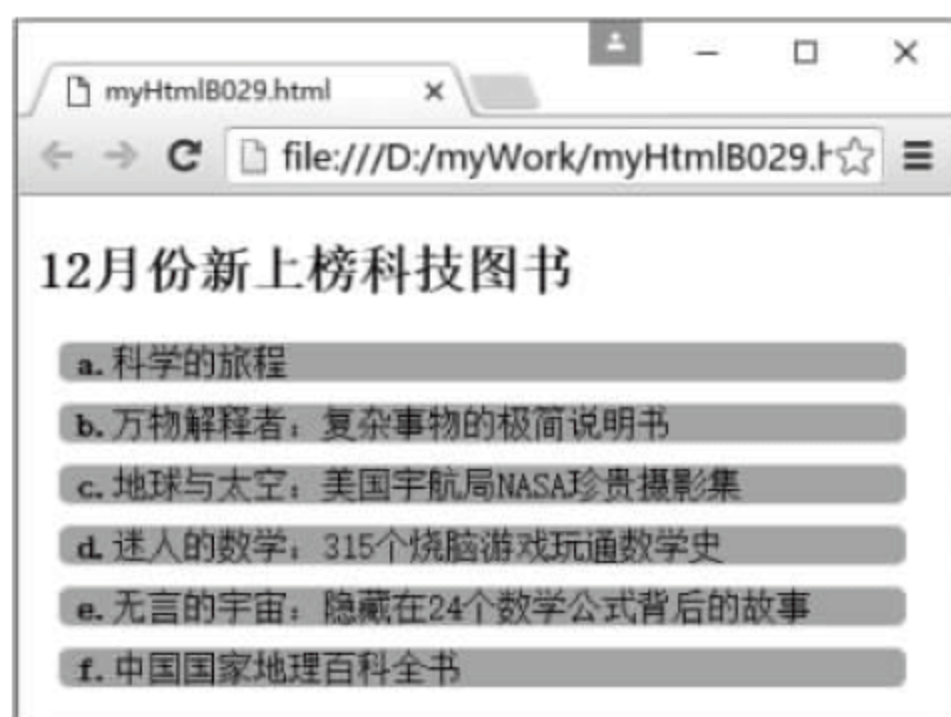 myHtmlB029.html
file:///D:/myWork/myHtmlB029.h
12月份新上榜科技图书
a. 科学的旅程
b. 万物解释者：复杂事物的极简说明书
c. 地球与太空：美国宇航局NASA珍贵摄影集
d. 迷人的数学：315个烧脑游戏玩通数学史
e. 无言的宇宙：隐藏在24个数学公式背后的故事
f. 中国国家地理百科全书